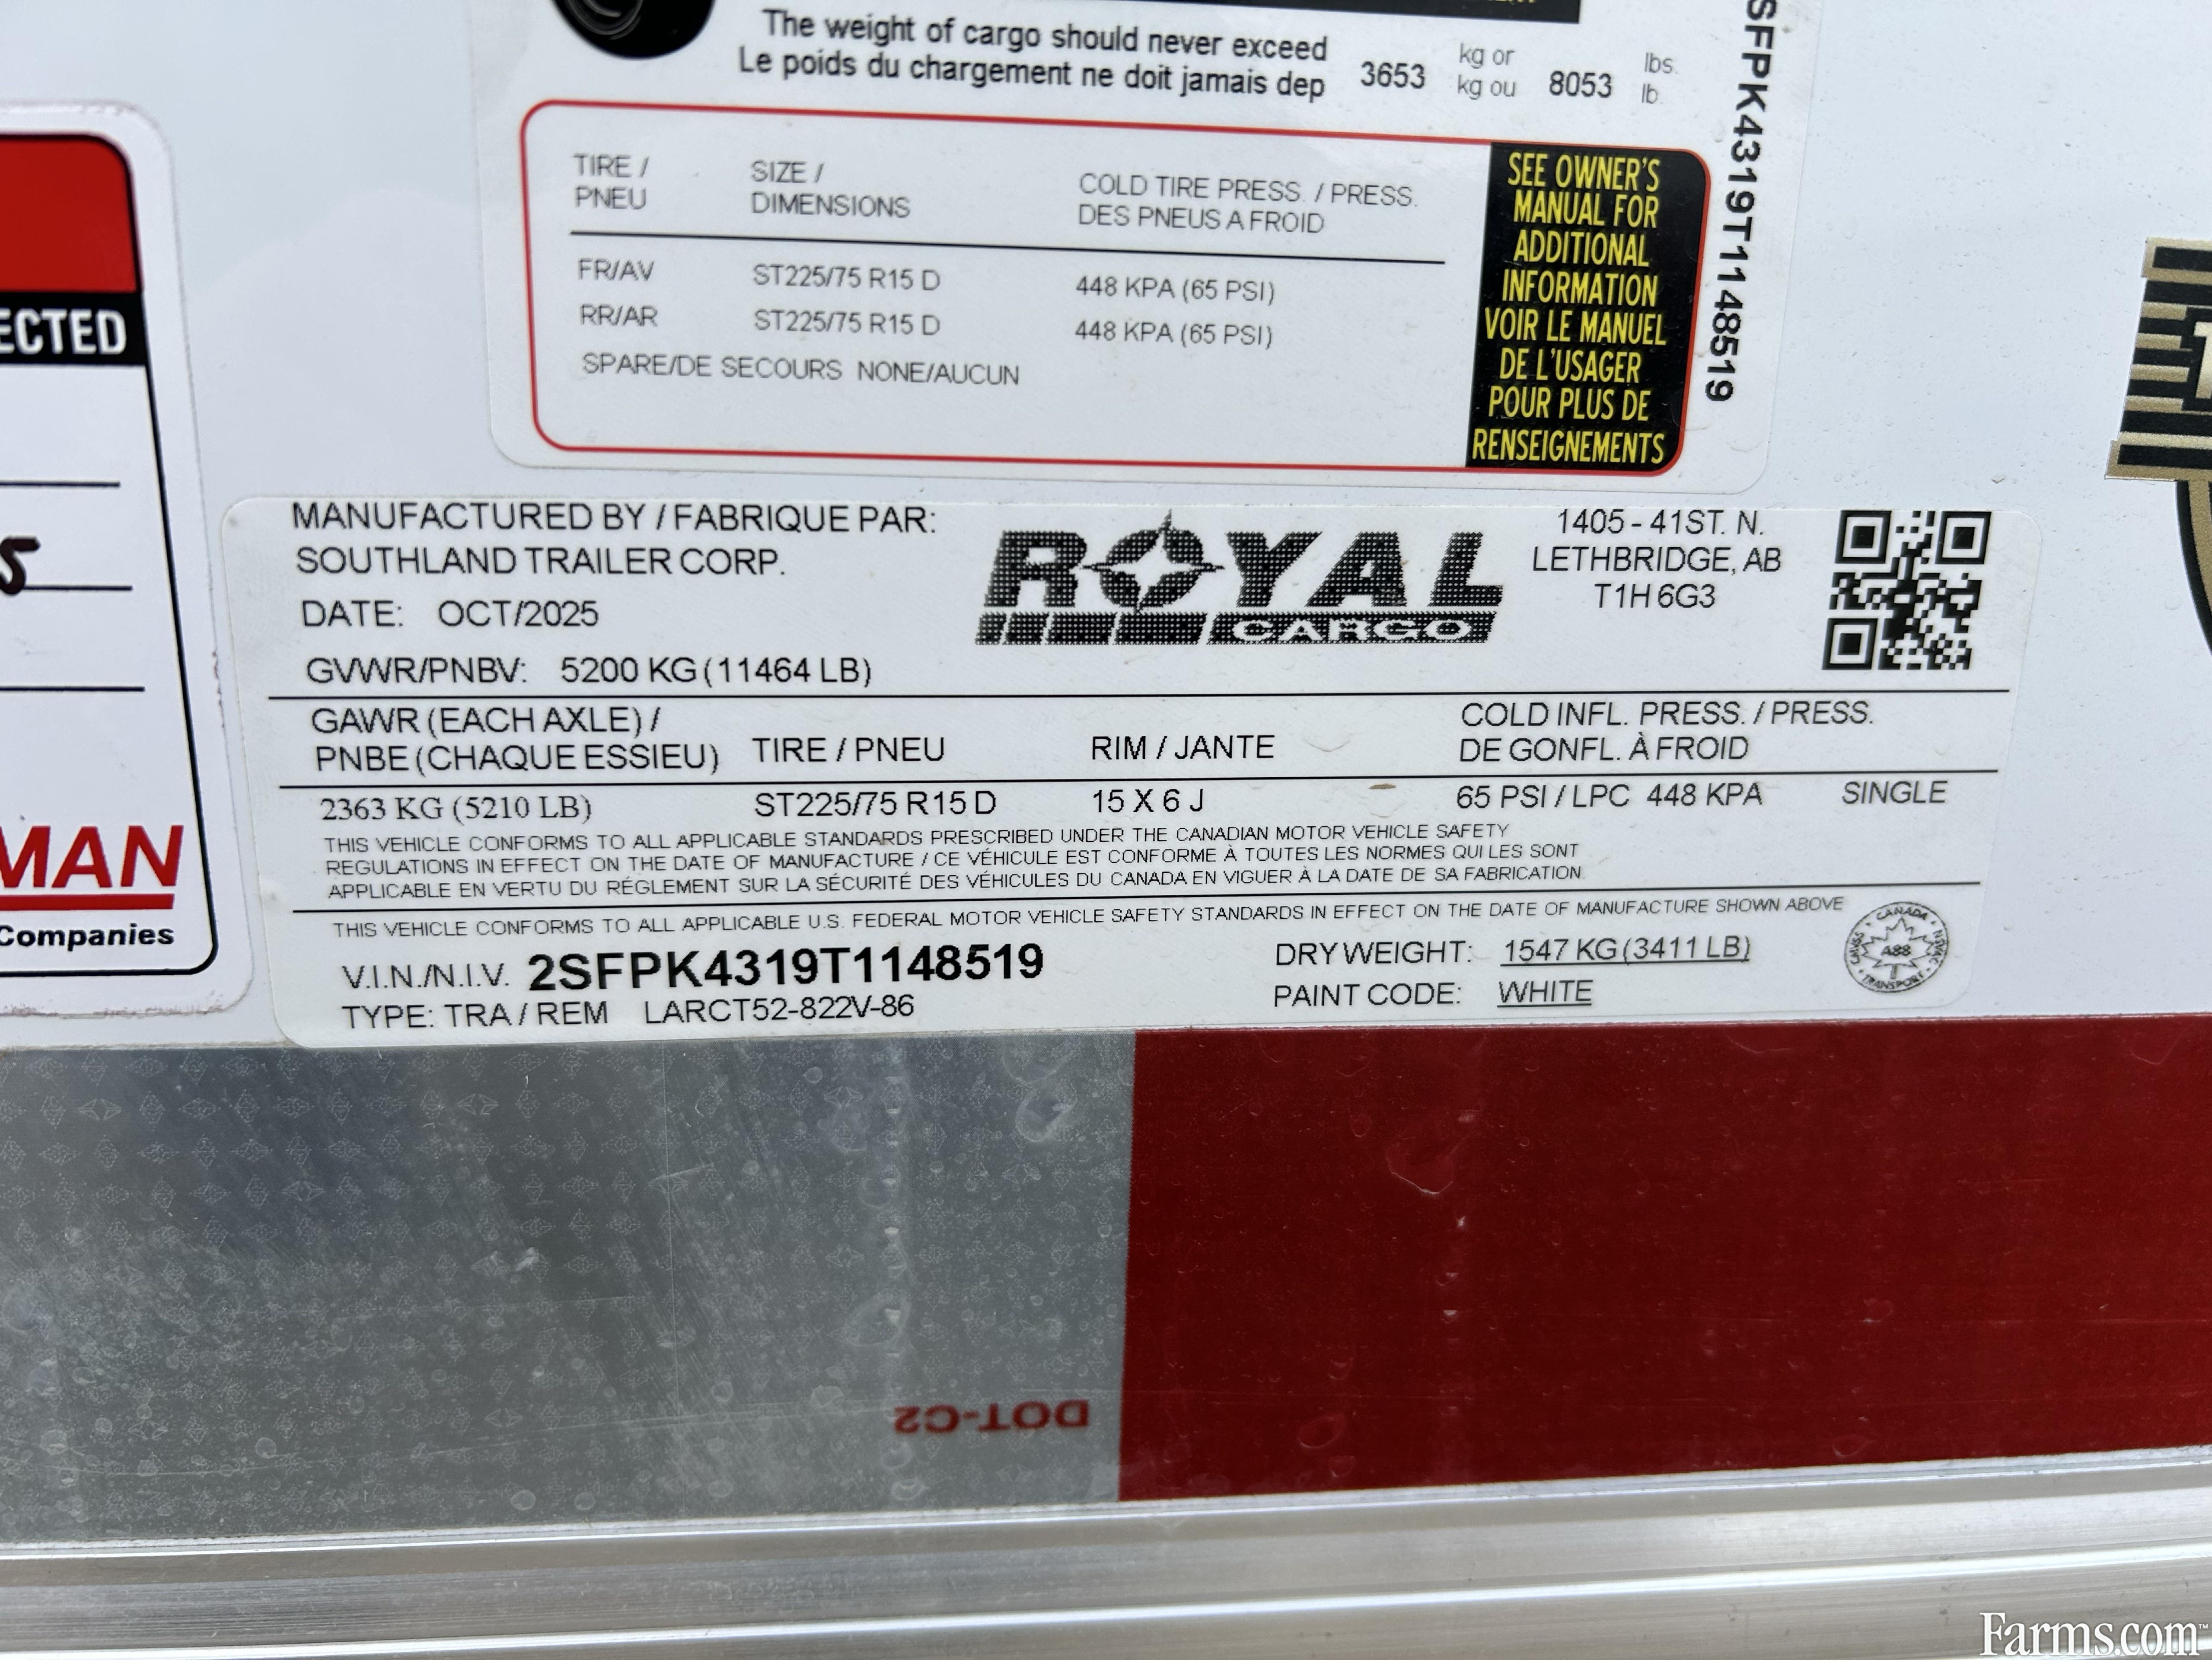 The weight of cargo should never exceed
Le poids du chargement ne doit jamais dep
3653 kg or kg ou 8053 lbs. lb.
TIRE / PNEU SIZE / DIMENSIONS COLD TIRE PRESS. / PRESS. DES PNEUS A FROID
FR/AV ST225/75 R15 D 448 KPA (65 PSI)
RR/AR ST225/75 R15 D 448 KPA (65 PSI)
SPARE/DE SECOURS NONE/AUCUN
SEE OWNER'S
MANUAL FOR
ADDITIONAL
INFORMATION
VOIR LE MANUEL
DE L'USAGER
POUR PLUS DE
RENSEIGNEMENTS
SFPK4319T1148519
ECTED
5
MAN
Companies
MANUFACTURED BY / FABRIQUE PAR:
SOUTHLAND TRAILER CORP.
DATE: OCT/2025
GVWR/PNBV: 5200 KG (11464 LB)
ROYAL
CARGO
1405 - 41ST. N.
LETHBRIDGE, AB
T1H 6G3
GAWR (EACH AXLE) /
PNBE (CHAQUE ESSIEU) TIRE / PNEU RIM / JANTE COLD INFL. PRESS. / PRESS.
DE GONFL. À FROID
2363 KG (5210 LB) ST225/75 R15 D 15 X 6 J 65 PSI / LPC 448 KPA SINGLE
THIS VEHICLE CONFORMS TO ALL APPLICABLE STANDARDS PRESCRIBED UNDER THE CANADIAN MOTOR VEHICLE SAFETY
REGULATIONS IN EFFECT ON THE DATE OF MANUFACTURE / CE VÉHICULE EST CONFORME À TOUTES LES NORMES QUI LES SONT
APPLICABLE EN VERTU DU RÉGLEMENT SUR LA SÉCURITÉ DES VÉHICULES DU CANADA EN VIGUER À LA DATE DE SA FABRICATION.
THIS VEHICLE CONFORMS TO ALL APPLICABLE U.S. FEDERAL MOTOR VEHICLE SAFETY STANDARDS IN EFFECT ON THE DATE OF MANUFACTURE SHOWN ABOVE
V.I.N./N.I.V. 2SFPK4319T1148519
TYPE: TRA / REM LARCT52-822V-86
DRY WEIGHT: 1547 KG (3411 LB)
PAINT CODE: WHITE
CANADA
A88
TRANSPORT
DOT-C2
Farms.com